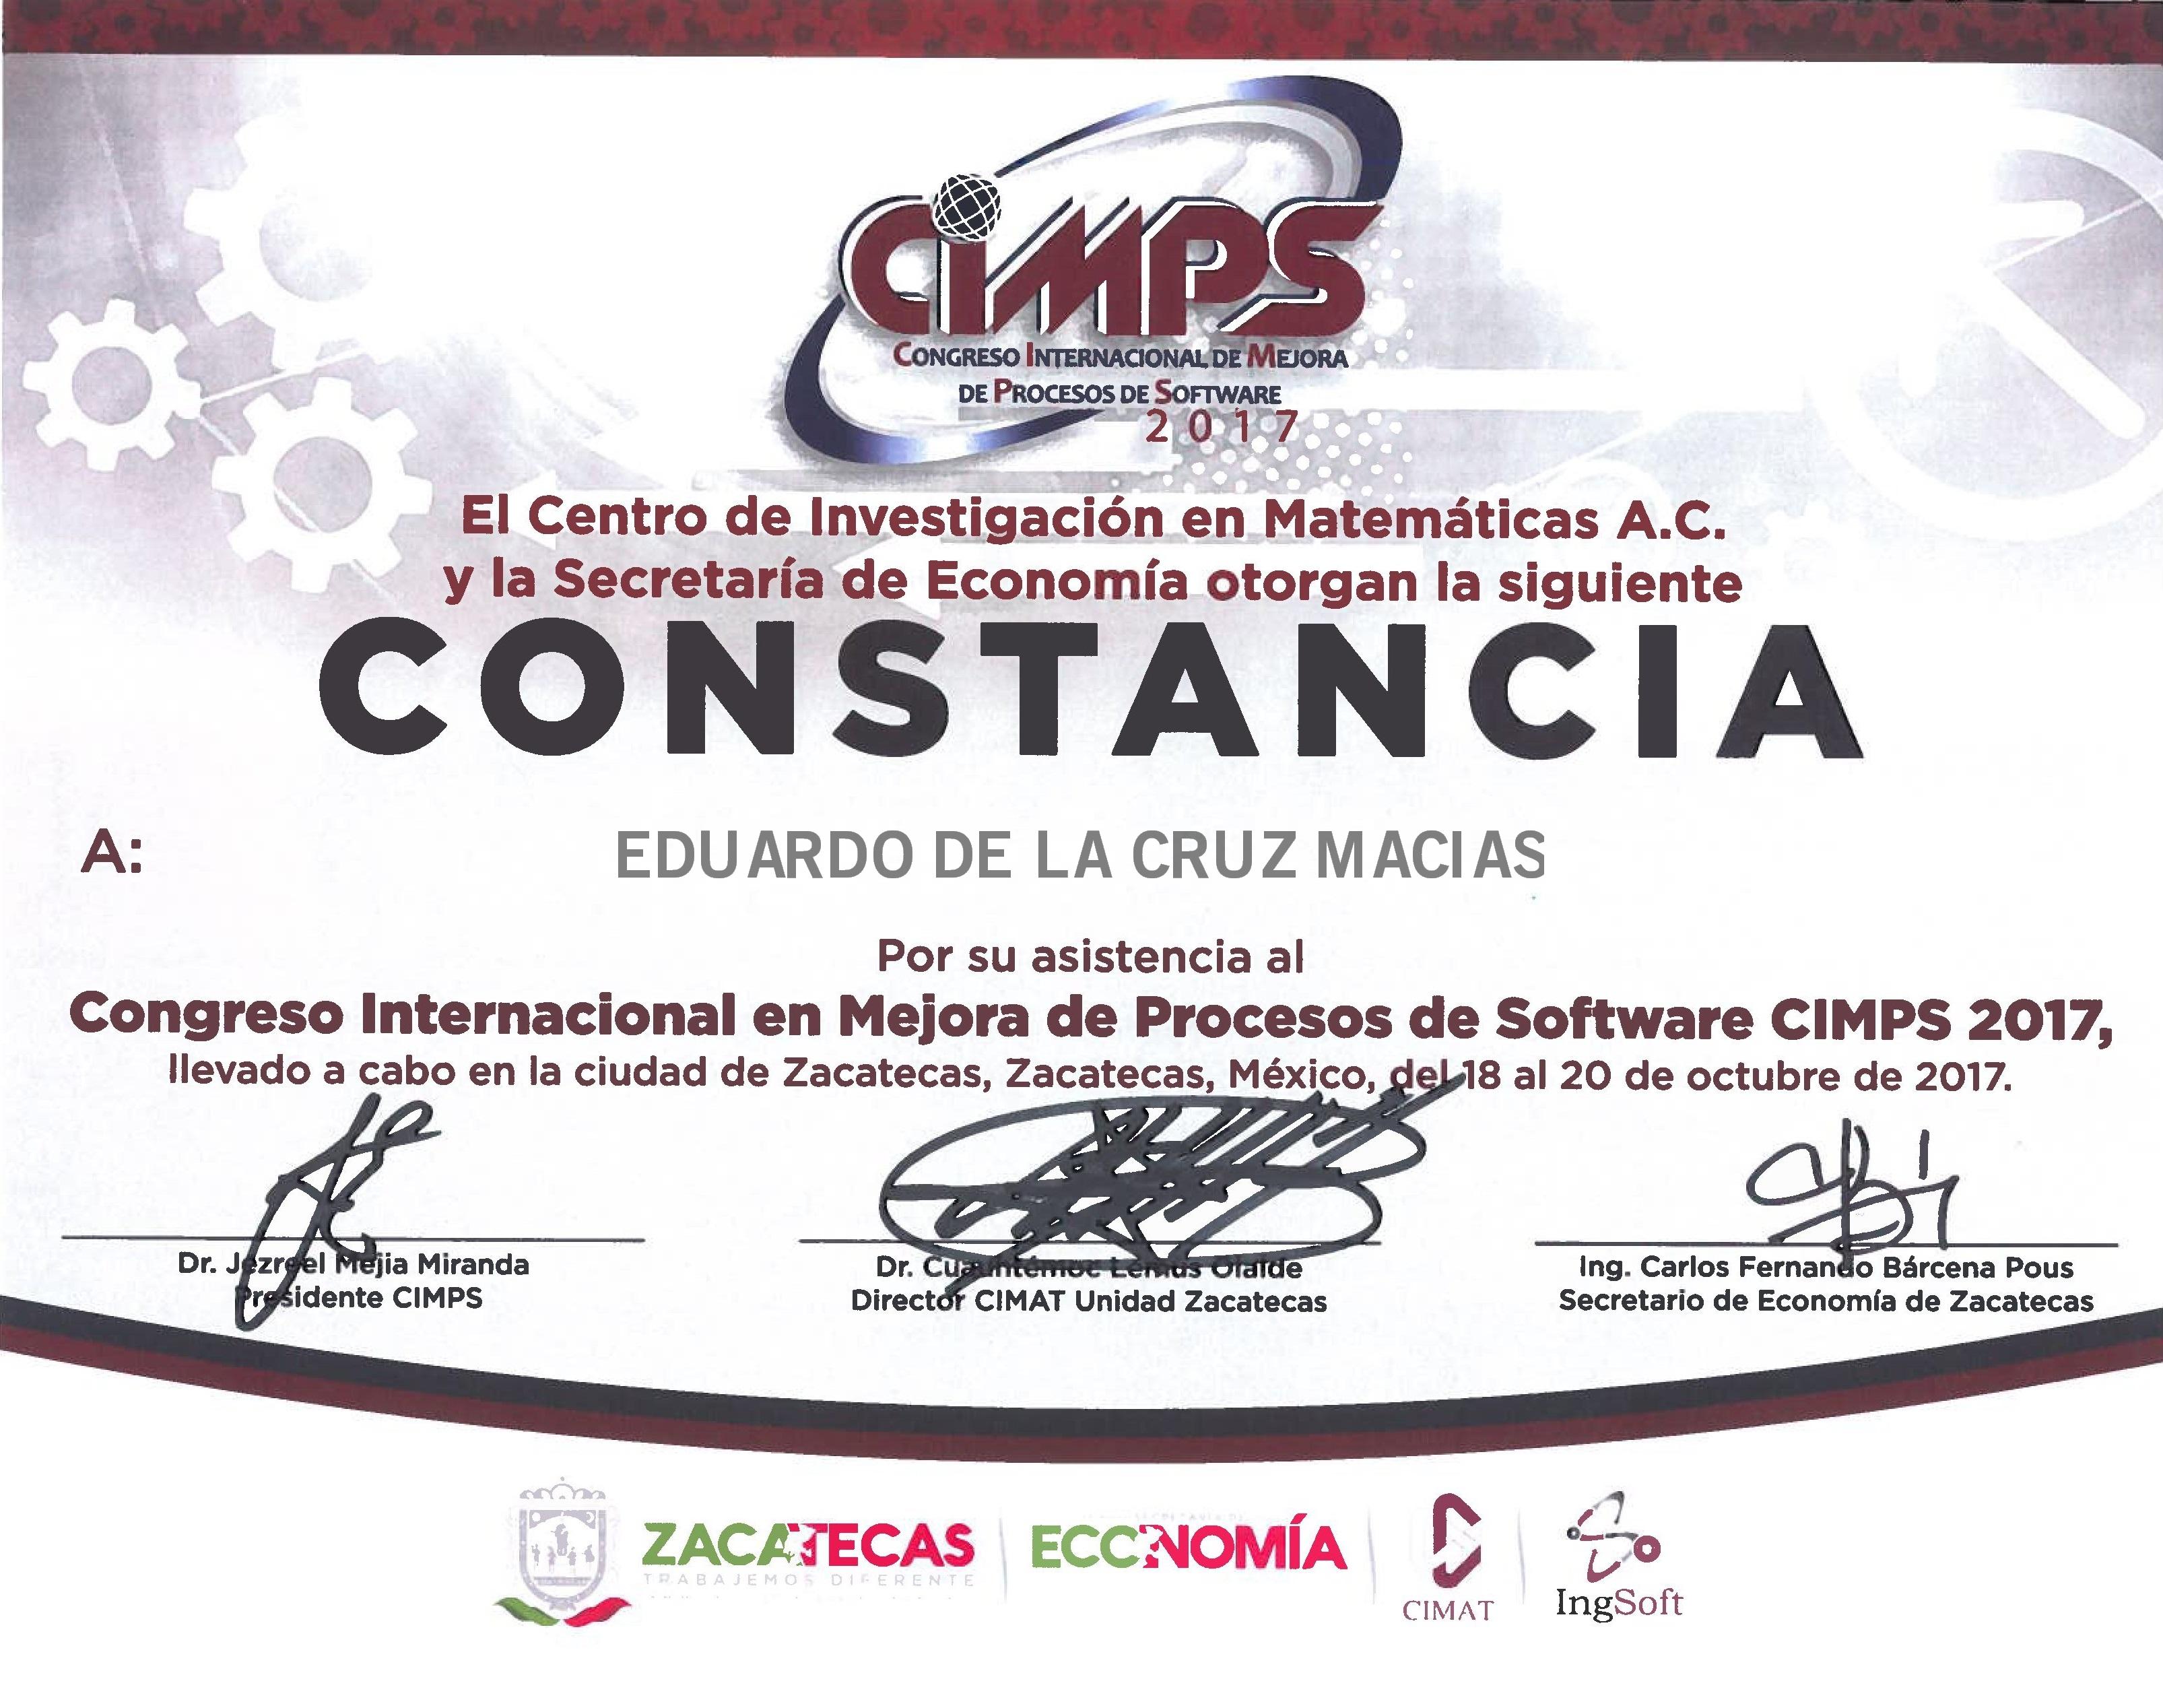 CIMPS
CONGRESO INTERNACIONAL DE MEJORA
DE PROCESOS DE SOFTWARE
2017
El Centro de Investigación en Matemáticas A.C.
y la Secretaría de Economía otorgan la siguiente
CONSTANCIA
A: EDUARDO DE LA CRUZ MACIAS
Por su asistencia al
Congreso Internacional en Mejora de Procesos de Software CIMPS 2017,
llevado a cabo en la ciudad de Zacatecas, Zacatecas, México, del 18 al 20 de octubre de 2017.
Dr. Jezreel Mejia Miranda
Presidente CIMPS
Dr. Cuauhtémoc Lemus Olalde
Director CIMAT Unidad Zacatecas
Ing. Carlos Fernando Bárcena Pous
Secretario de Economía de Zacatecas
ZACATECAS
TRABAJEMOS DIFERENTE
ECONOMÍA
CIMAT
IngSoft